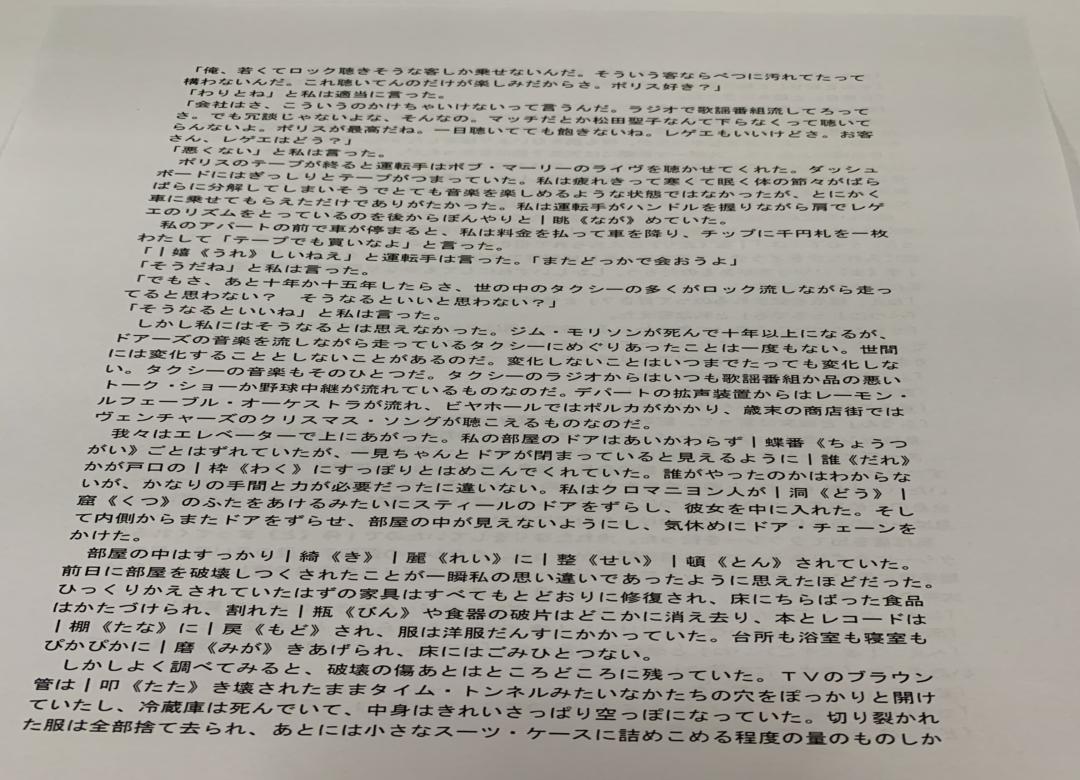 「俺、若くてロック聴きそうな客しか乗せないんだ。そういう客ならべつに汚れてたって
構わないんだ。これ聴いてんのだけが楽しみだからさ。ポリス好き?」
「わりとね」と私は適当に言った。
「会社はさ、こういうのかけちゃいけないって言うんだ。ラジオで歌謡番組流してろって
さ。でも冗談じゃないよな、そんなの。マッチだとか松田聖子なんて下らなくって聴いて
らんないよ。ポリスが最高だね。一日聴いてても飽きないね。レゲエもいいけどさ。お客
さん、レゲエはどう?」
「悪くない」と私は言った。
ポリスのテープが終ると運転手はボブ・マーリーのライヴを聴かせてくれた。ダッシュ
ボードにはぎっしりとテープがつまっていた。私は疲れきって寒くて眠く体の節々がばら
ばらに分解してしまいそうでとても音楽を楽しめるような状態ではなかったが、とにかく
車に乗せてもらえただけでありがたかった。私は運転手がハンドルを握りながら肩でレゲ
エのリズムをとっているのを後からぼんやりと|眺《なが》めていた。
私のアパートの前で車が停まると、私は料金を払って車を降り、チップに千円札を一枚
わたして「テープでも買いなよ」と言った。
「|嬉《うれ》しいねえ」と運転手は言った。「またどっかで会おうよ」
「そうだね」と私は言った。
「でもさ、あと十年か十五年したらさ、世の中のタクシーの多くがロック流しながら走っ
てると思わない? そうなるといいと思わない?」
「そうなるといいね」と私は言った。
しかし私にはそうなるとは思えなかった。ジム・モリソンが死んで十年以上になるが、
ドアーズの音楽を流しながら走っているタクシーにめぐりあったことは一度もない。世間
には変化することとしないことがあるのだ。変化しないことはいつまでたっても変化しな
い。タクシーの音楽もそのひとつだ。タクシーのラジオからはいつも歌謡番組か品の悪い
トーク・ショーか野球中継が流れているものなのだ。デパートの拡声装置からはレーモン・
ルフェーブル・オーケストラが流れ、ビヤホールではポルカがかかり、歳末の商店街では
ヴェンチャーズのクリスマス・ソングが聴こえるものなのだ。
我々はエレベーターで上にあがった。私の部屋のドアはあいかわらず|蝶番《ちょうつ
がい》ごとはずれていたが、一見ちゃんとドアが閉まっていると見えるように|誰《だれ》
かが戸口の|枠《わく》にすっぽりとはめこんでくれていた。誰がやったのかはわからな
いが、かなりの手間と力が必要だったに違いない。私はクロマニヨン人が|洞《どう》|
窟《くつ》のふたをあけるみたいにスティールのドアをずらし、彼女を中に入れた。そし
て内側からまたドアをずらせ、部屋の中が見えないようにし、気休めにドア・チェーンを
かけた。
部屋の中はすっかり|綺《き》|麗《れい》に|整《せい》|頓《とん》されていた。
前日に部屋を破壊しつくされたことが一瞬私の思い違いであったように思えたほどだった。
ひっくりかえされていたはずの家具はすべてもとどおりに修復され、床にちらばった食品
はかたづけられ、割れた|瓶《びん》や食器の破片はどこかに消え去り、本とレコードは
|棚《たな》に|戻《もど》され、服は洋服だんすにかかっていた。台所も浴室も寝室も
ぴかぴかに|磨《みが》きあげられ、床にはごみひとつない。
しかしよく調べてみると、破壊の傷あとはところどころに残っていた。TVのブラウン
管は|叩《たた》き壊されたままタイム・トンネルみたいなかたちの穴をぽっかりと開け
ていたし、冷蔵庫は死んでいて、中身はきれいさっぱり空っぽになっていた。切り裂かれ
た服は全部捨て去られ、あとには小さなスーツ・ケースに詰めこめる程度の量のものしか